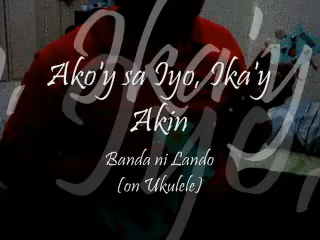 Ako'y sa Iyo, Ika'y
Akin
Banda ni Lando
(on Ukulele)